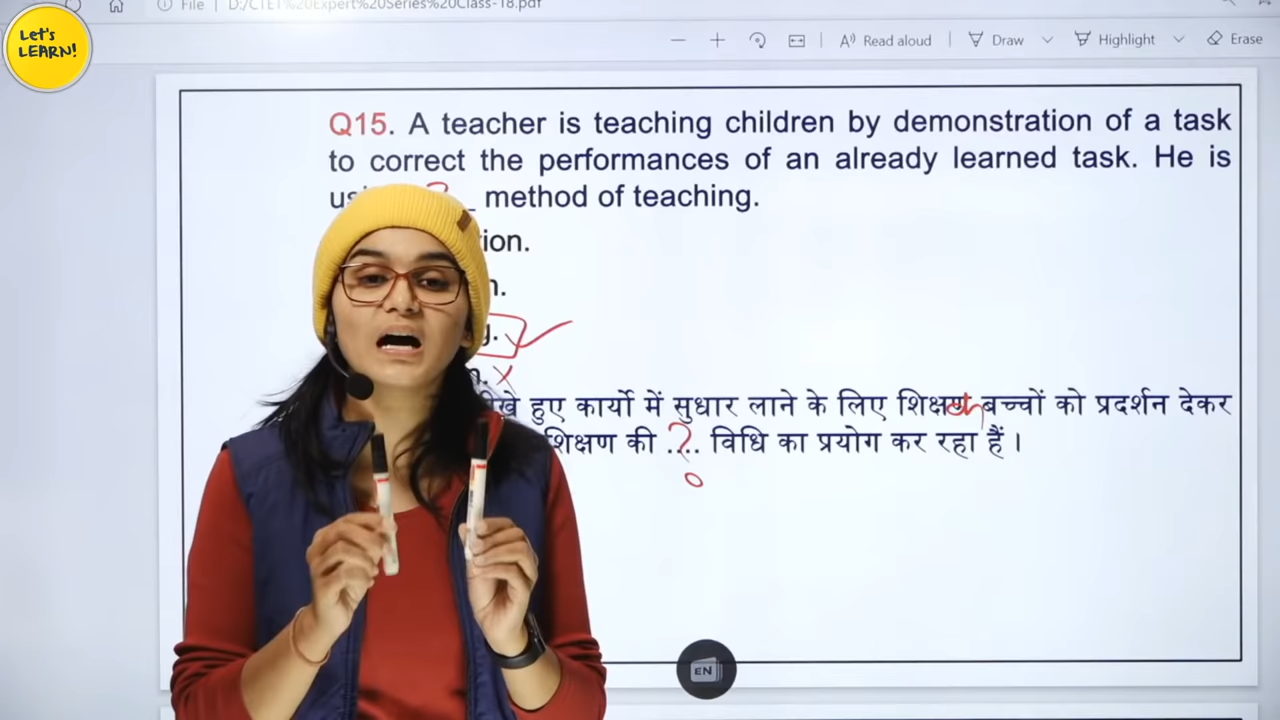 Let's
LEARN!
File | D:/CTET%20Expert%20Series%20Class-18.pdf
Read aloud | Draw Highlight Erase
Q15. A teacher is teaching children by demonstration of a task
to correct the performances of an already learned task. He is
method of teaching.
हुए कार्यो में सुधार लाने के लिए बच्चों को प्रदर्शन देकर
शिक्षण की .... विधि का प्रयोग कर रहा हैं ।
EN